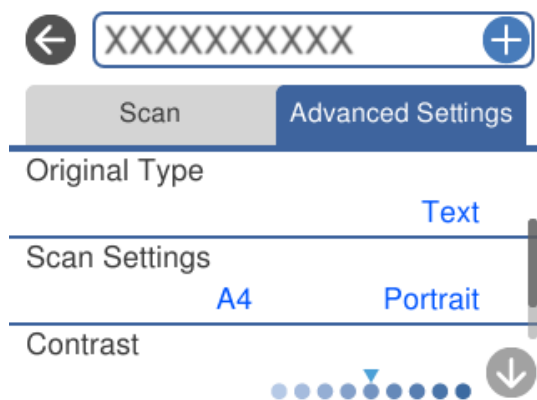 XXXXXXXXXX
Scan
Advanced Settings
Original Type
Text
Scan Settings
A4 Portrait
Contrast